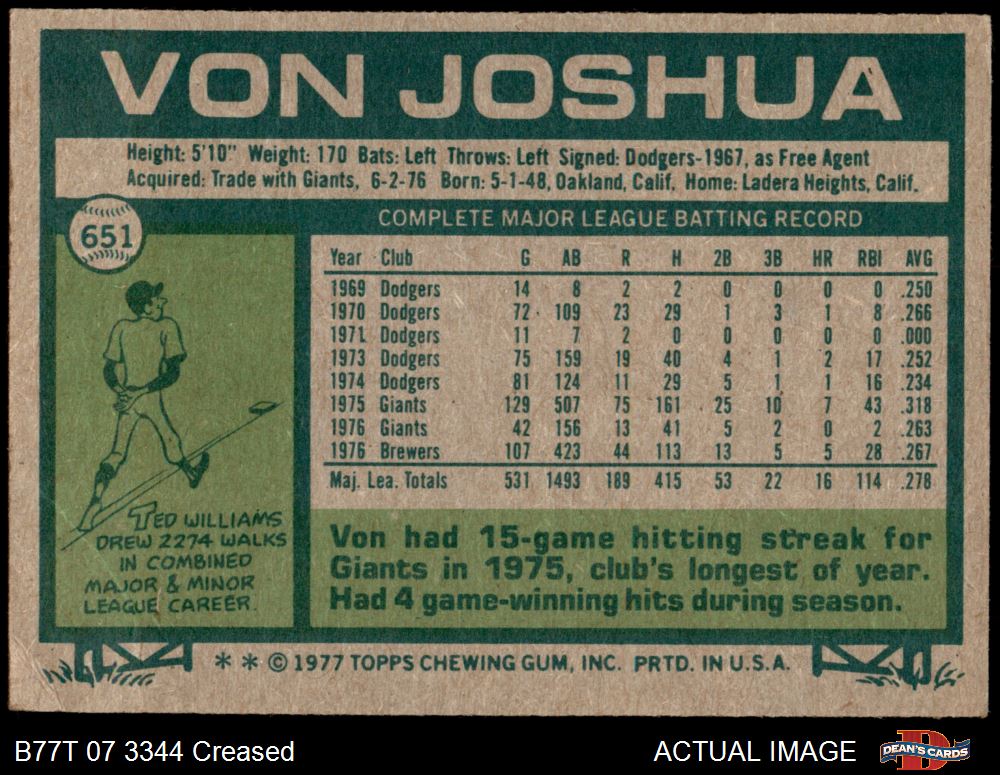 VON JOSHUA
Height: 5'10" Weight: 170 Bats: Left Throws: Left Signed: Dodgers-1967, as Free Agent
Acquired: Trade with Giants, 6-2-76 Born: 5-1-48, Oakland, Calif. Home: Ladera Heights, Calif.
651
COMPLETE MAJOR LEAGUE BATTING RECORD
Year Club G AB R H 2B 3B HR RBI AVG
1969 Dodgers 14 8 2 2 0 0 0 0 .250
1970 Dodgers 72 109 23 29 1 3 1 8 .266
1971 Dodgers 11 7 2 0 0 0 0 0 .000
1973 Dodgers 75 159 19 40 4 1 2 17 .252
1974 Dodgers 81 124 11 29 5 1 1 16 .234
1975 Giants 129 507 75 161 25 10 7 43 .318
1976 Giants 42 156 13 41 5 2 0 2 .263
1976 Brewers 107 423 44 113 13 5 5 28 .267
Maj. Lea. Totals 531 1493 189 415 53 22 16 114 .278
TED WILLIAMS
DREW 2274 WALKS
IN COMBINED
MAJOR & MINOR
LEAGUE CAREER.
Von had 15-game hitting streak for
Giants in 1975, club's longest of year.
Had 4 game-winning hits during season.
** © 1977 TOPPS CHEWING GUM, INC. PRTD. IN U.S.A.
B77T 07 3344 Creased
ACTUAL IMAGE
DEAN'S CARDS